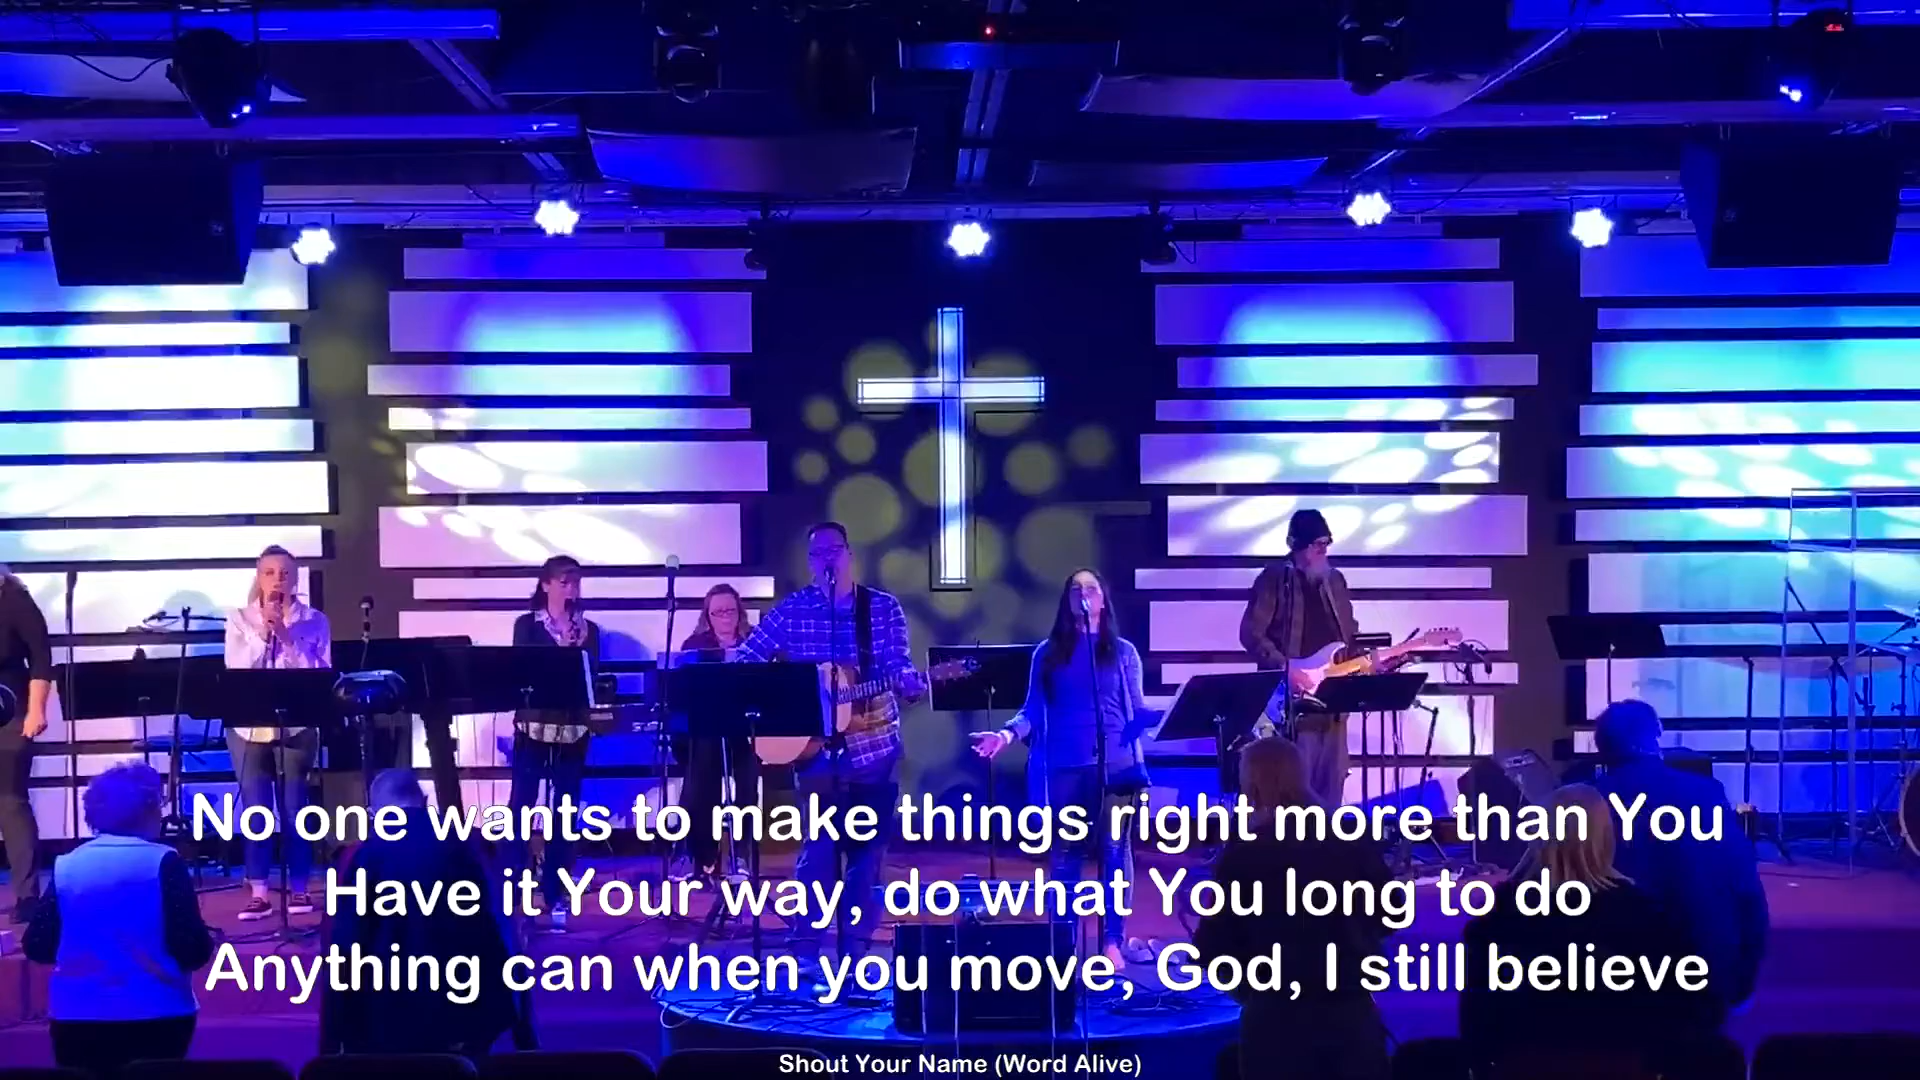 No one wants to make things right more than You
Have it Your way, do what You long to do
Anything can when you move, God, I still believe
Shout Your Name (Word Alive)